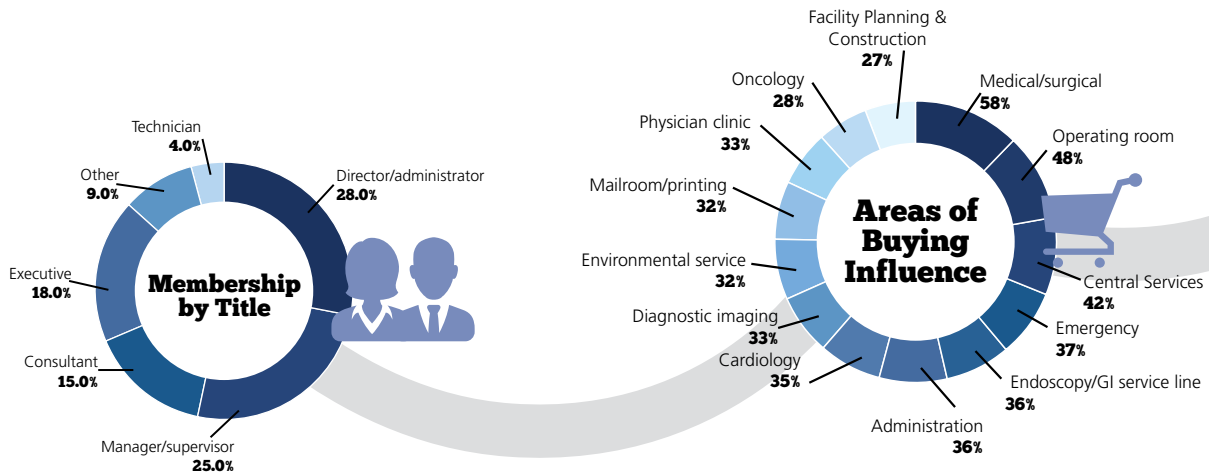 Membership
by Title
Director/administrator
28.0%
Manager/supervisor
25.0%
Consultant
15.0%
Executive
18.0%
Other
9.0%
Technician
4.0%
Areas of
Buying
Influence
Medical/surgical
58%
Operating room
48%
Central Services
42%
Emergency
37%
Endoscopy/GI service line
36%
Administration
36%
Cardiology
35%
Diagnostic imaging
33%
Environmental service
32%
Mailroom/printing
32%
Physician clinic
33%
Oncology
28%
Facility Planning &
Construction
27%